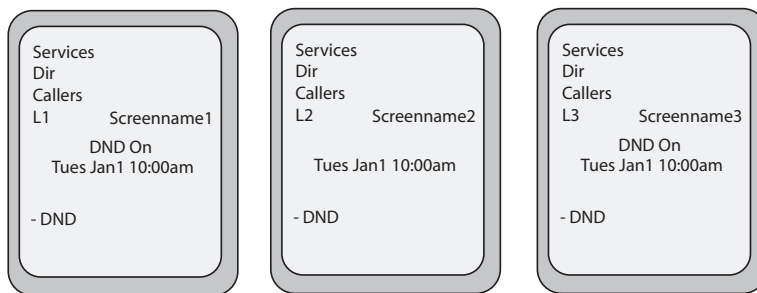 Services
Dir
Callers
L1 Screenname1
DND On
Tues Jan1 10:00am
- DND
Services
Dir
Callers
L2 Screenname2
Tues Jan1 10:00am
- DND
Services
Dir
Callers
L3 Screenname3
DND On
Tues Jan1 10:00am
- DND